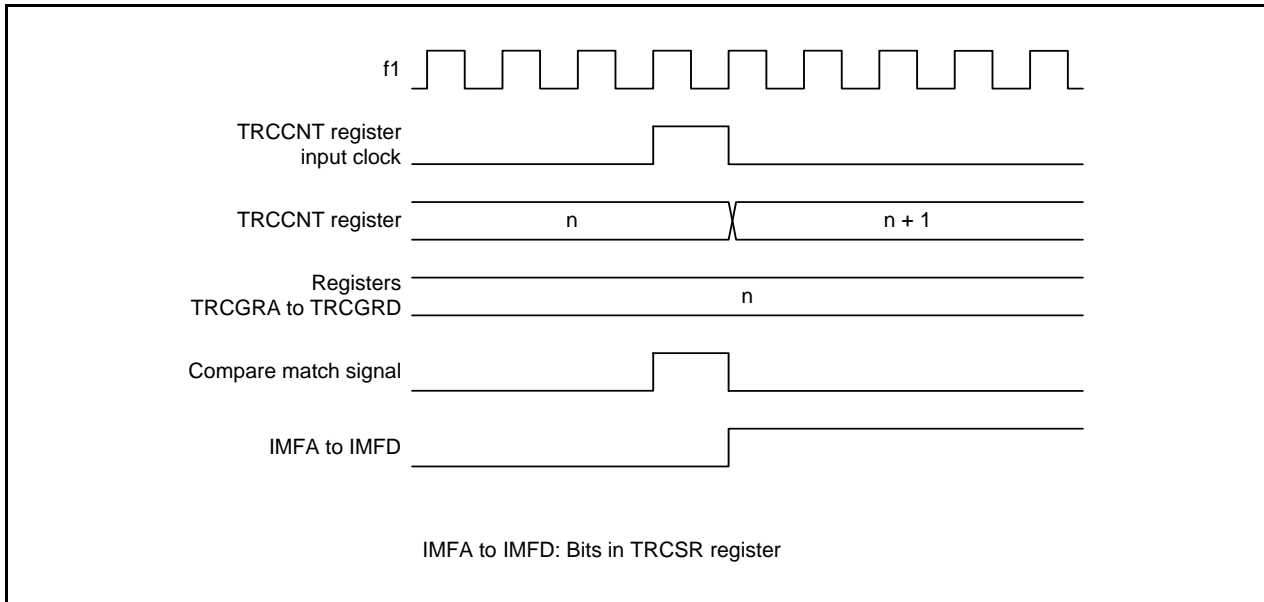 f1
TRCCNT register
input clock
TRCCNT register
n
n + 1
Registers
TRCGRA to TRCGRD
n
Compare match signal
IMFA to IMFD
IMFA to IMFD: Bits in TRCSR register